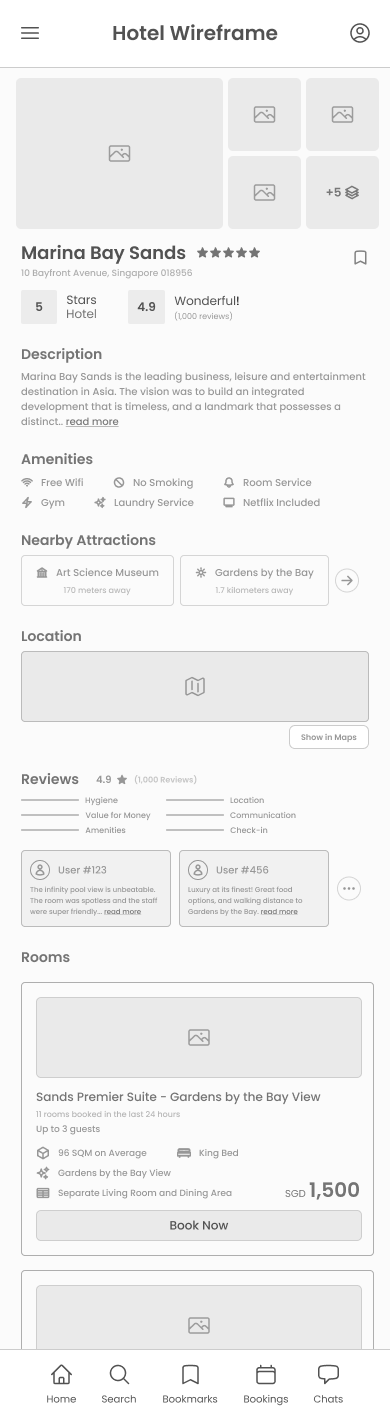 Hotel Wireframe
+5
Marina Bay Sands
10 Bayfront Avenue, Singapore 018956
5 Stars Hotel
4.9 Wonderful!
(1,000 reviews)
Description
Marina Bay Sands is the leading business, leisure and entertainment
destination in Asia. The vision was to build an integrated
development that is timeless, and a landmark that possesses a
distinct.. read more
Amenities
Free Wifi No Smoking Room Service
Gym Laundry Service Netflix Included
Nearby Attractions
Art Science Museum
170 meters away
Gardens by the Bay
1.7 kilometers away
Location
Show in Maps
Reviews 4.9 (1,000 Reviews)
Hygiene Location
Value for Money Communication
Amenities Check-in
User #123
The infinity pool view is unbeatable.
The room was spotless and the staff
were super friendly... read more
User #456
Luxury at its finest! Great food
options, and walking distance to
Gardens by the Bay. read more
Rooms
Sands Premier Suite - Gardens by the Bay View
11 rooms booked in the last 24 hours
Up to 3 guests
96 SQM on Average King Bed
Gardens by the Bay View
Separate Living Room and Dining Area SGD 1,500
Book Now
Home Search Bookmarks Bookings Chats